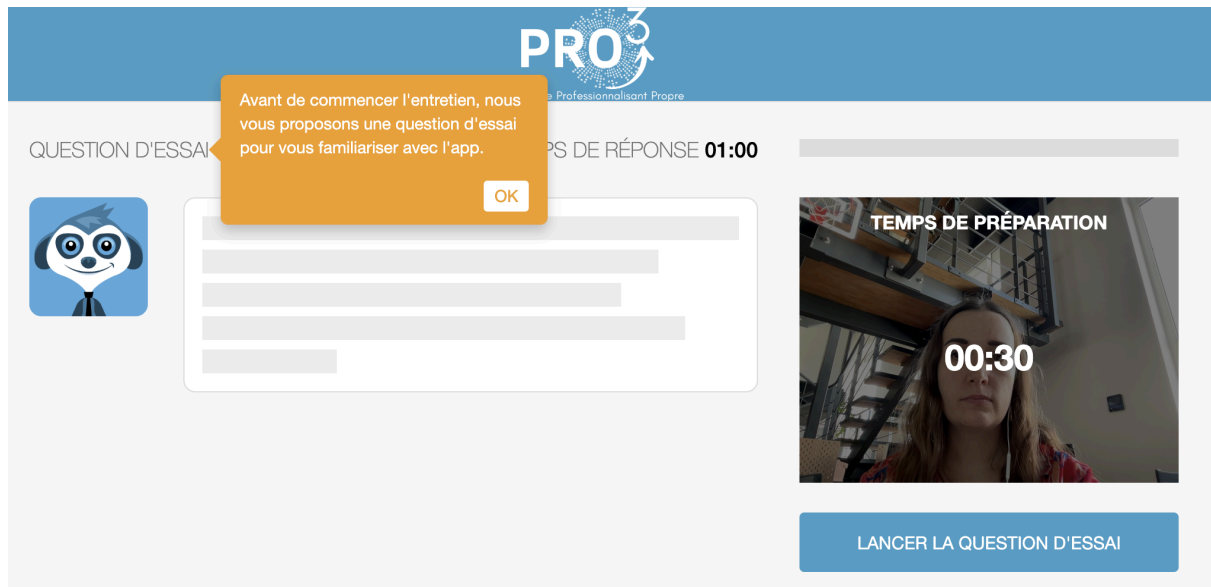 PRO3
e Professionnalisant Propre
Avant de commencer l'entretien, nous
vous proposons une question d'essai
pour vous familiariser avec l'app.
OK
QUESTION D'ESSAI
PS DE RÉPONSE 01:00
TEMPS DE PRÉPARATION
00:30
LANCER LA QUESTION D'ESSAI